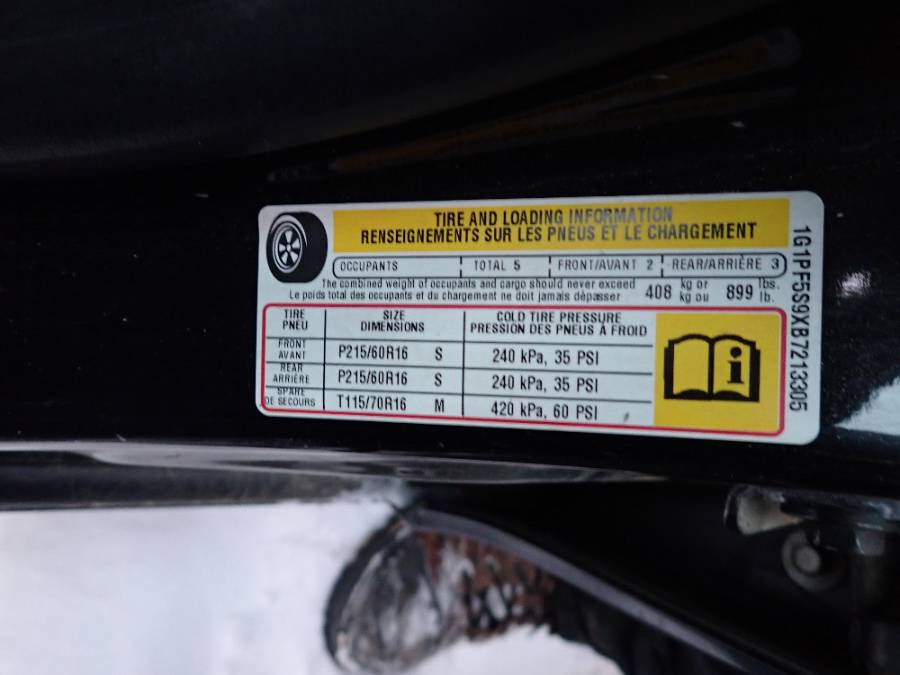 TIRE AND LOADING INFORMATION
RENSEIGNEMENTS SUR LES PNEUS ET LE CHARGEMENT
OCCUPANTS TOTAL 5 FRONT/AVANT 2 REAR/ARRIÈRE 3
The combined weight of occupants and cargo should never exceed 408 kg or 899 lbs.
Le poids total des occupants et du chargement ne doit jamais dépasser kg ou lb.
TIRE PNEU SIZE DIMENSIONS COLD TIRE PRESSURE PRESSION DES PNEUS À FROID
FRONT AVANT P215/60R16 S 240 kPa, 35 PSI
REAR ARRIÈRE P215/60R16 S 240 kPa, 35 PSI
SPARE DE SECOURS T115/70R16 M 420 kPa, 60 PSI
1G1PF5S9XB7213305